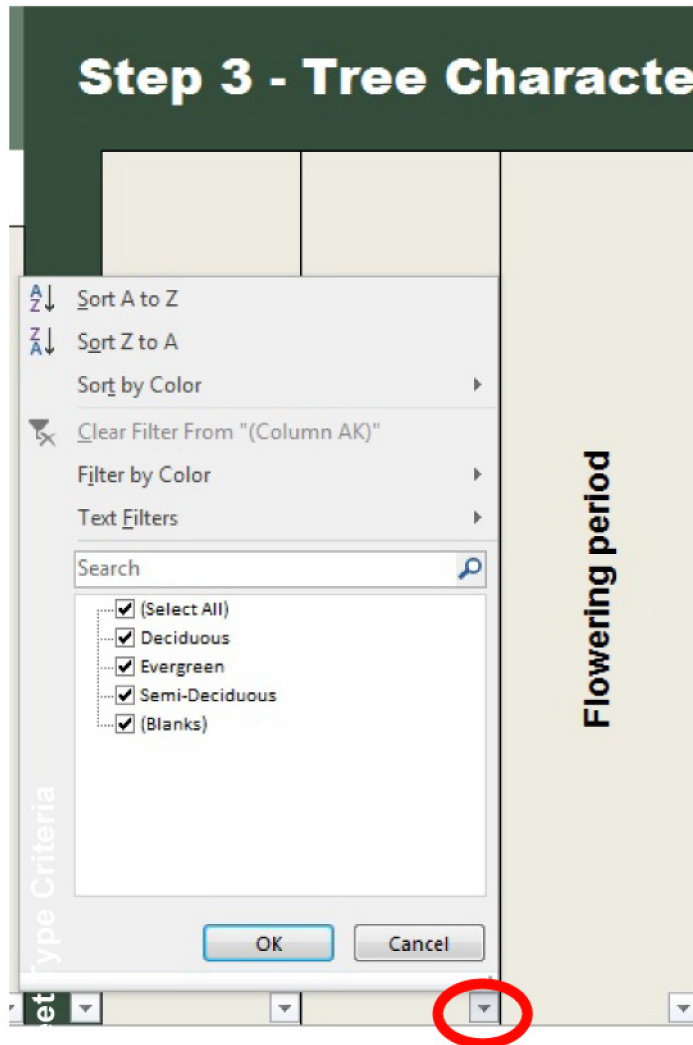 Step 3 - Tree Characte
Sort A to Z
Sort Z to A
Sort by Color
Clear Filter From "(Column AK)"
Filter by Color
Text Filters
Search
(Select All)
Deciduous
Evergreen
Semi-Deciduous
(Blanks)
OK
Cancel
Flowering period
eet Type Criteria